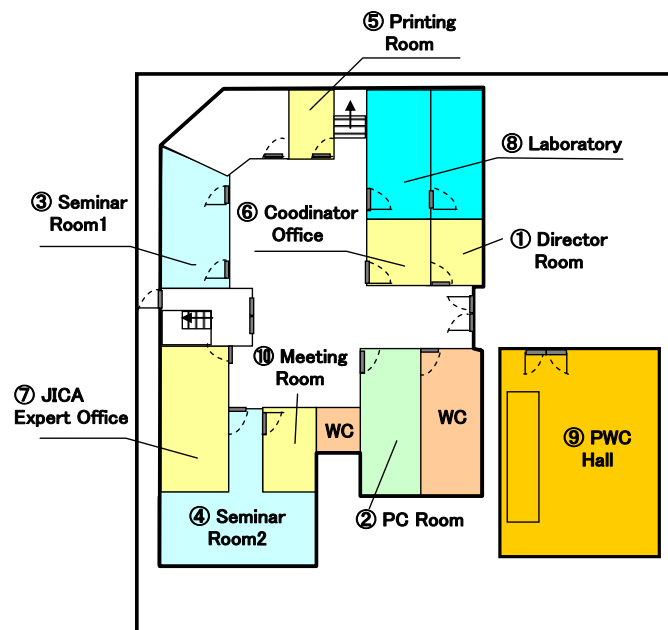 ⑤ Printing
Room
⑧ Laboratory
③ Seminar
Room1
⑥ Coodinator
Office
① Director
Room
⑩ Meeting
Room
⑦ JICA
Expert Office
WC
WC
⑨ PWC
Hall
④ Seminar
Room2
② PC Room